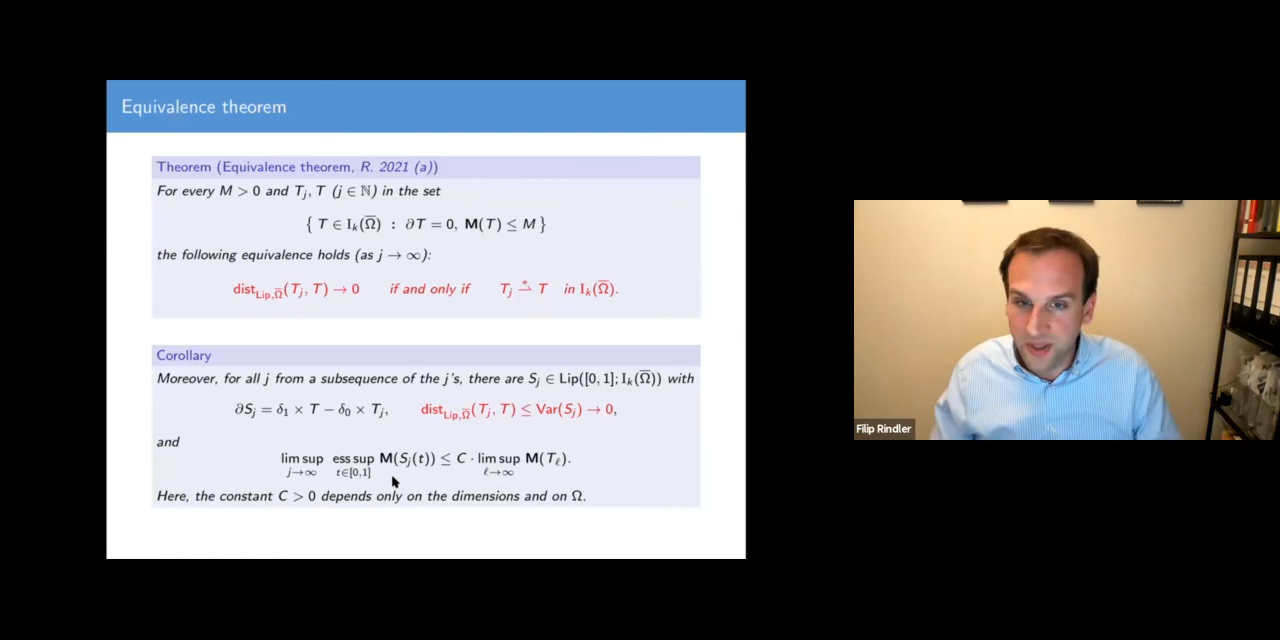 Equivalence theorem
Theorem (Equivalence theorem, R. 2021 (a))
For every M > 0 and T_j, T (j ∈ ℕ) in the set
{ T ∈ I_k(Ω̅) : ∂T = 0, M(T) ≤ M }
the following equivalence holds (as j → ∞):
dist_{Lip,Ω̅}(T_j, T) → 0 if and only if T_j ⇀* T in I_k(Ω̅).
Corollary
Moreover, for all j from a subsequence of the j's, there are S_j ∈ Lip([0, 1]; I_k(Ω̅)) with
∂S_j = δ_1 × T − δ_0 × T_j, dist_{Lip,Ω̅}(T_j, T) ≤ Var(S_j) → 0,
and
lim sup_{j→∞} ess sup_{t∈[0,1]} M(S_j(t)) ≤ C · lim sup_{ℓ→∞} M(T_ℓ).
Here, the constant C > 0 depends only on the dimensions and on Ω.
Filip Rindler